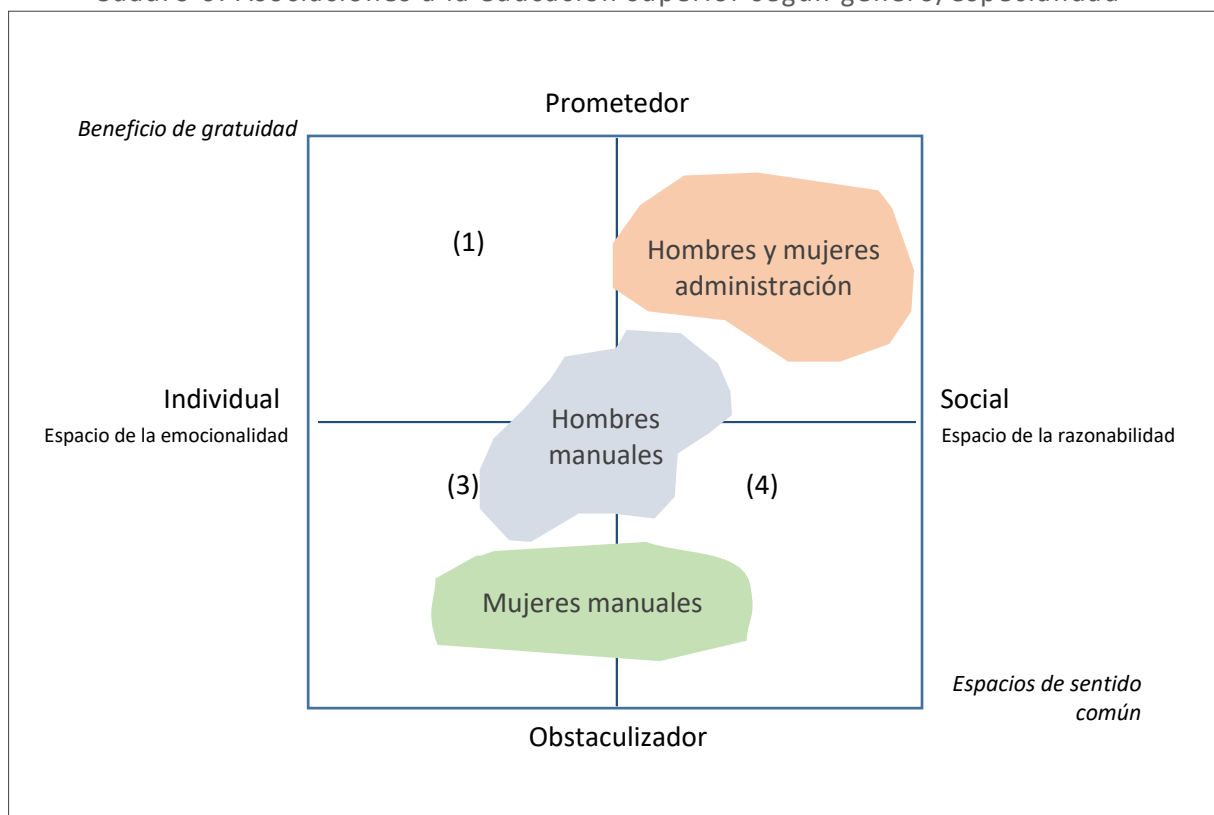 Prometedor
Beneficio de gratuidad
(1)
Hombres y mujeres
administración
Individual
Espacio de la emocionalidad
Social
Espacio de la razonabilidad
Hombres
manuales
(3)
(4)
Mujeres manuales
Espacios de sentido
común
Obstaculizador